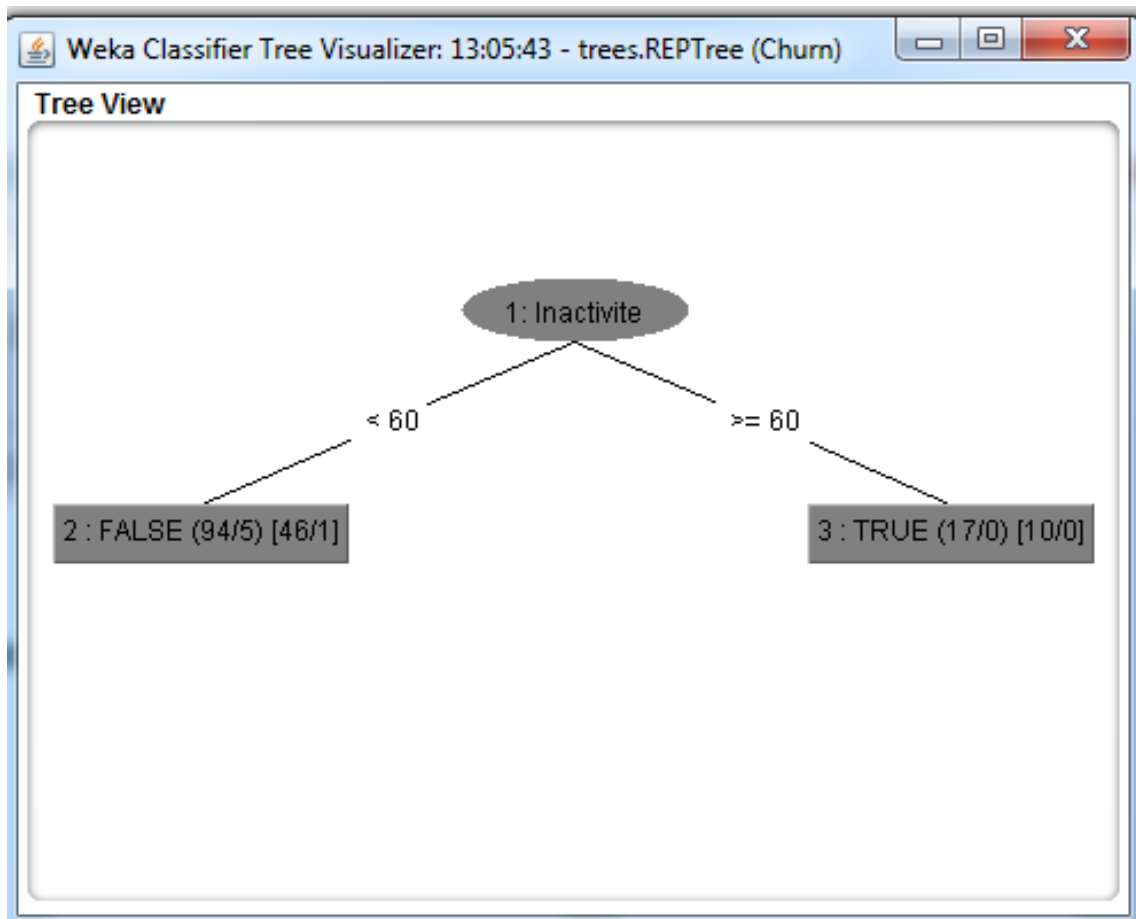 Weka Classifier Tree Visualizer: 13:05:43 - trees.REPTree (Churn)
Tree View
1: Inactivite
< 60
>= 60
2 : FALSE (94/5) [46/1]
3 : TRUE (17/0) [10/0]